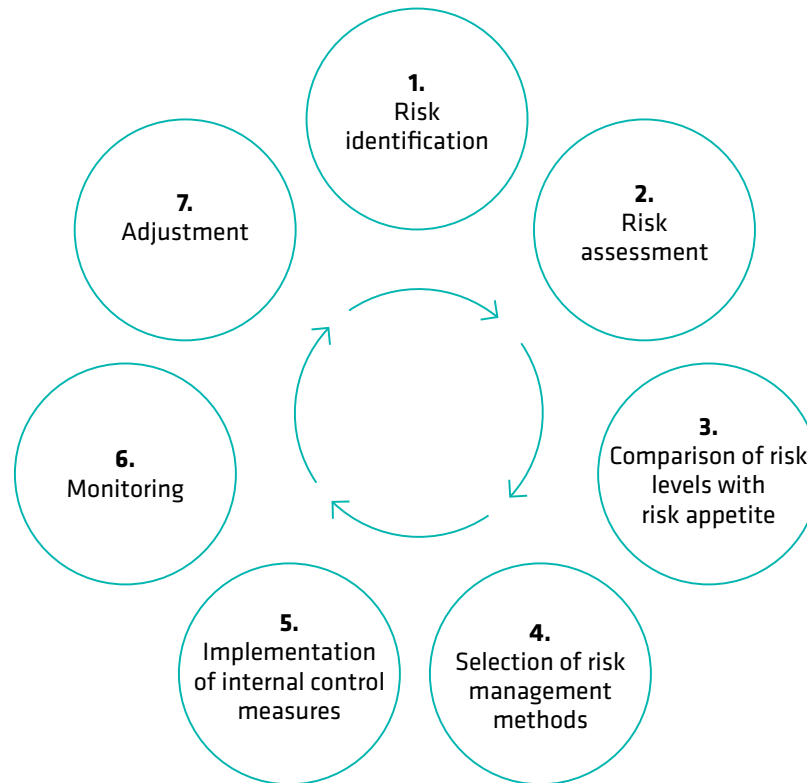 1.
Risk
identification
2.
Risk
assessment
3.
Comparison of risk
levels with
risk appetite
4.
Selection of risk
management
methods
5.
Implementation
of internal control
measures
6.
Monitoring
7.
Adjustment